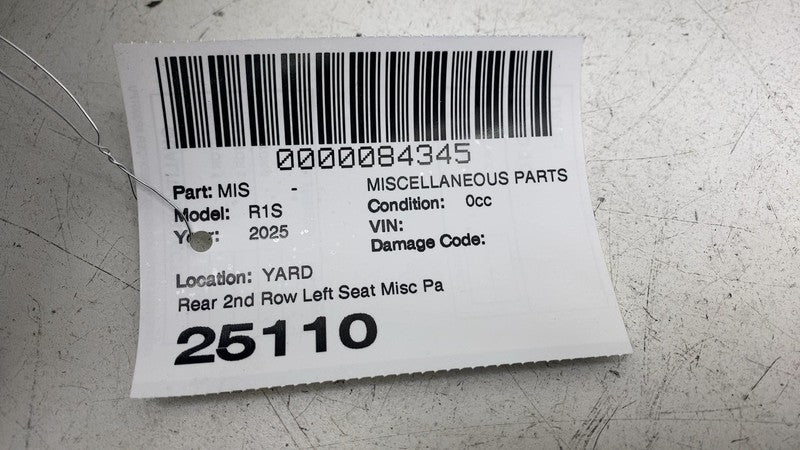 0000084345
Part: MIS - MISCELLANEOUS PARTS
Model: R1S Condition: 0cc
Year: 2025 VIN:
Damage Code:
Location: YARD
Rear 2nd Row Left Seat Misc Pa
25110